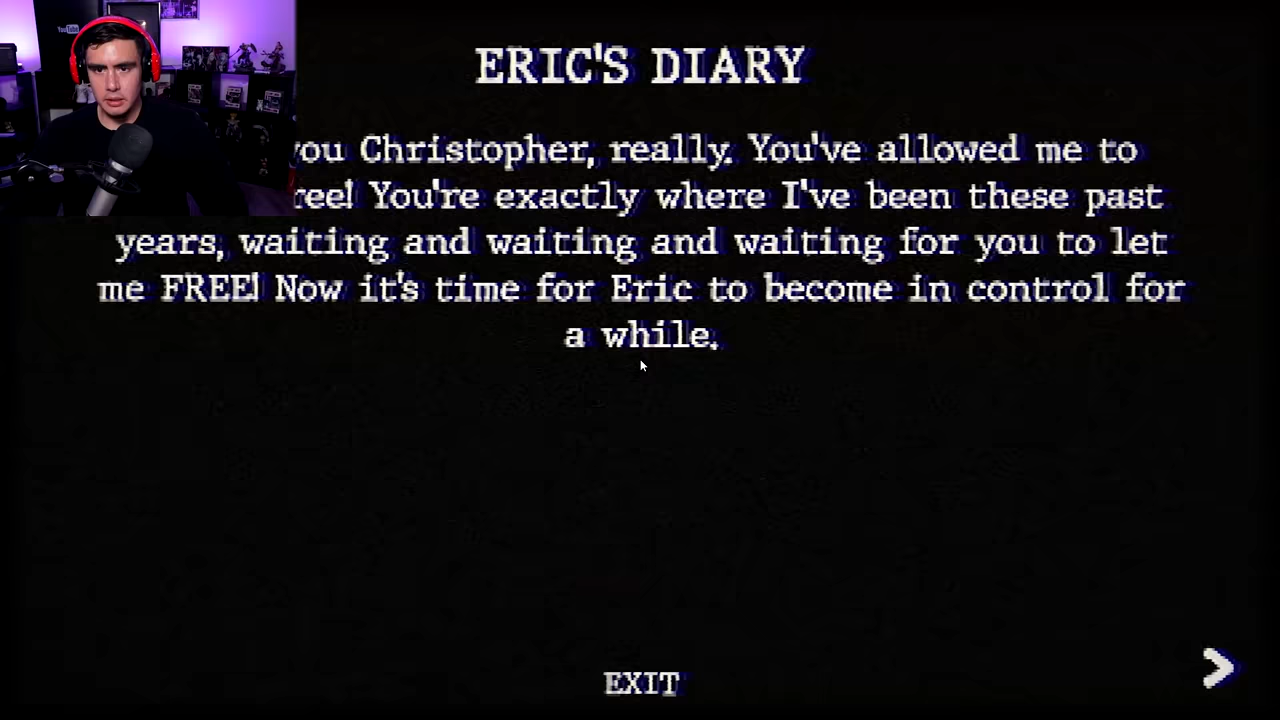 YouTube
ERIC'S DIARY
you Christopher, really. You've allowed me to
free! You're exactly where I've been these past
years, waiting and waiting and waiting for you to let
me FREE! Now it's time for Eric to become in control for
a while.
EXIT